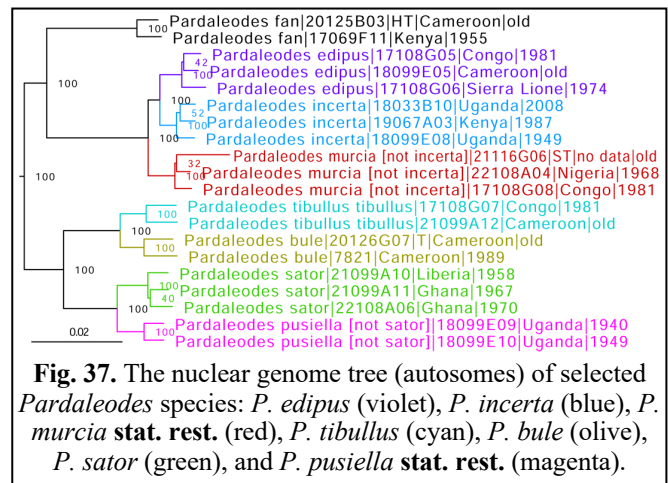 Pardaleodes fan|20125B03|HT|Cameroon|old
100
Pardaleodes fan|17069F11|Kenya|1955
Pardaleodes edipus|17108G05|Congo|1981
42
100
Pardaleodes edipus|18099E05|Cameroon|old
100
Pardaleodes edipus|17108G06|Sierra Lione|1974
100
Pardaleodes incerta|18033B10|Uganda|2008
52
100
Pardaleodes incerta|19067A03|Kenya|1987
100
Pardaleodes incerta|18099E08|Uganda|1949
Pardaleodes murcia [not incerta]|21116G06|ST|no data|old
32
100
Pardaleodes murcia [not incerta]|22108A04|Nigeria|1968
Pardaleodes murcia [not incerta]|17108G08|Congo|1981
Pardaleodes tibullus tibullus|17108G07|Congo|1981
100
Pardaleodes tibullus tibullus|21099A12|Cameroon|old
100
Pardaleodes bule|20126G07|T|Cameroon|old
100
Pardaleodes bule|7821|Cameroon|1989
100
Pardaleodes sator|21099A10|Liberia|1958
100
Pardaleodes sator|21099A11|Ghana|1967
40
Pardaleodes sator|22108A06|Ghana|1970
100
Pardaleodes pusiella [not sator]|18099E09|Uganda|1940
100
Pardaleodes pusiella [not sator]|18099E10|Uganda|1949
0.02
Fig. 37. The nuclear genome tree (autosomes) of selected
Pardaleodes species: P. edipus (violet), P. incerta (blue), P.
murcia stat. rest. (red), P. tibullus (cyan), P. bule (olive),
P. sator (green), and P. pusiella stat. rest. (magenta).